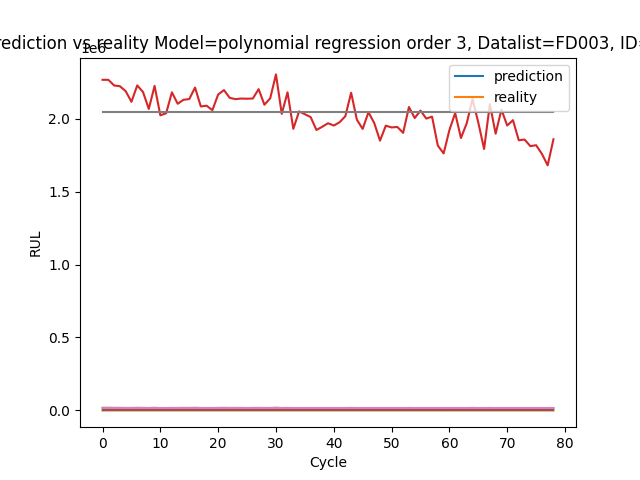 rediction vs reality Model=polynomial regression order 3, Datalist=FD003, ID=
1e6
prediction
reality
2.0
1.5
1.0
0.5
0.0
RUL
0 10 20 30 40 50 60 70 80
Cycle